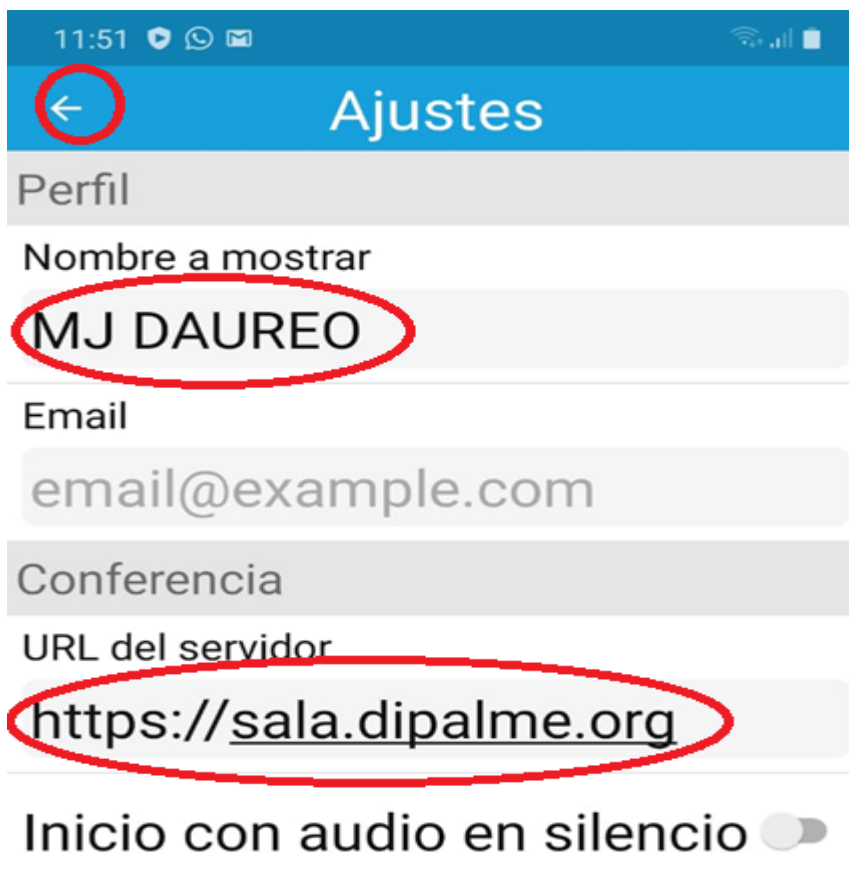 11:51
Ajustes
Perfil
Nombre a mostrar
MJ DAUREO
Email
email@example.com
Conferencia
URL del servidor
https://sala.dipalme.org
Inicio con audio en silencio